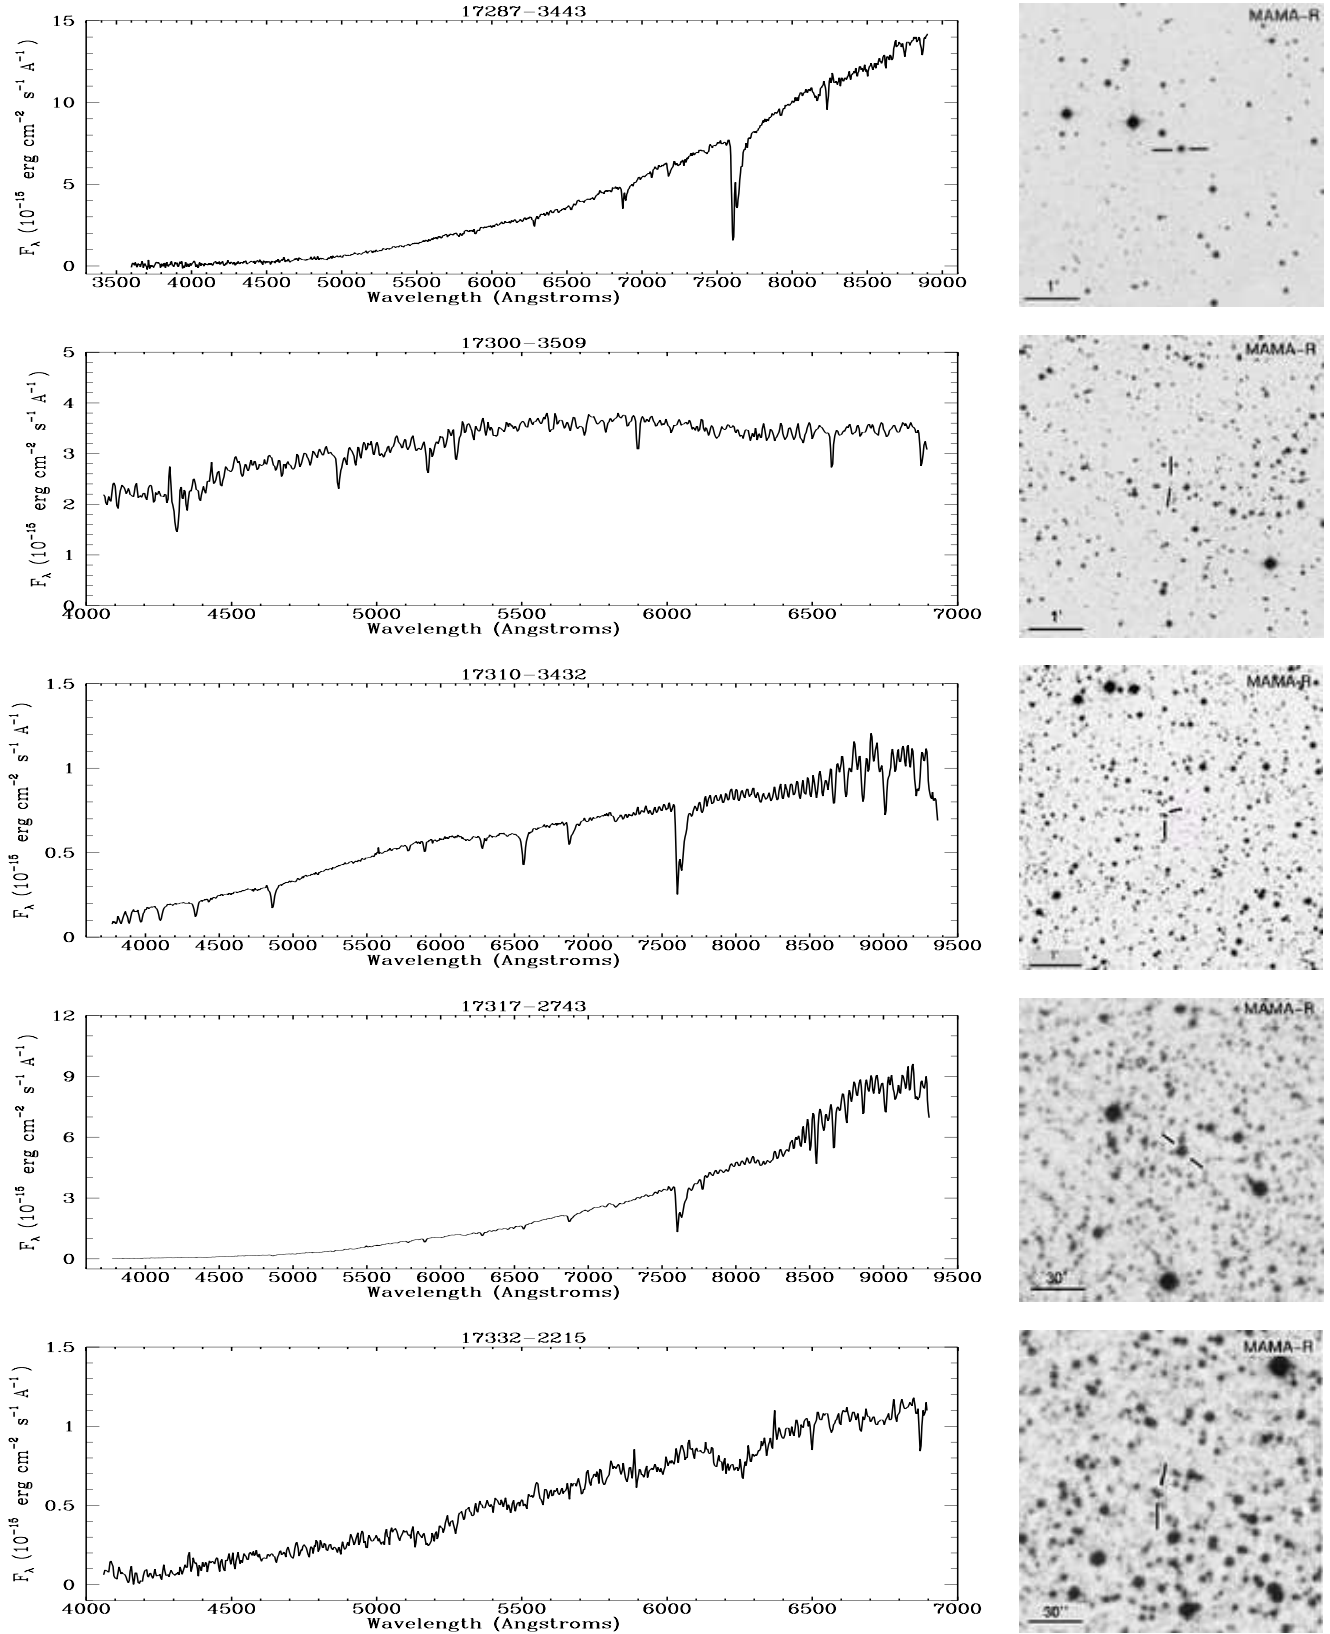 17287-3443
MAMA-R
15
10
5
0
F_λ (10^-15 erg cm^-2 s^-1 A^-1)
3500 4000 4500 5000 5500 6000 6500 7000 7500 8000 8500 9000
Wavelength (Angstroms)
1'
17300-3509
MAMA-R
5
4
3
2
1
0
F_λ (10^-15 erg cm^-2 s^-1 A^-1)
4000 4500 5000 5500 6000 6500 7000
Wavelength (Angstroms)
1'
17310-3432
MAMA-R
1.5
1
0.5
0
F_λ (10^-15 erg cm^-2 s^-1 A^-1)
4000 4500 5000 5500 6000 6500 7000 7500 8000 8500 9000 9500
Wavelength (Angstroms)
1'
17317-2743
MAMA-R
12
9
6
3
0
F_λ (10^-15 erg cm^-2 s^-1 A^-1)
4000 4500 5000 5500 6000 6500 7000 7500 8000 8500 9000 9500
Wavelength (Angstroms)
30"
17332-2215
MAMA-R
1.5
1
0.5
0
F_λ (10^-15 erg cm^-2 s^-1 A^-1)
4000 4500 5000 5500 6000 6500 7000
Wavelength (Angstroms)
30"